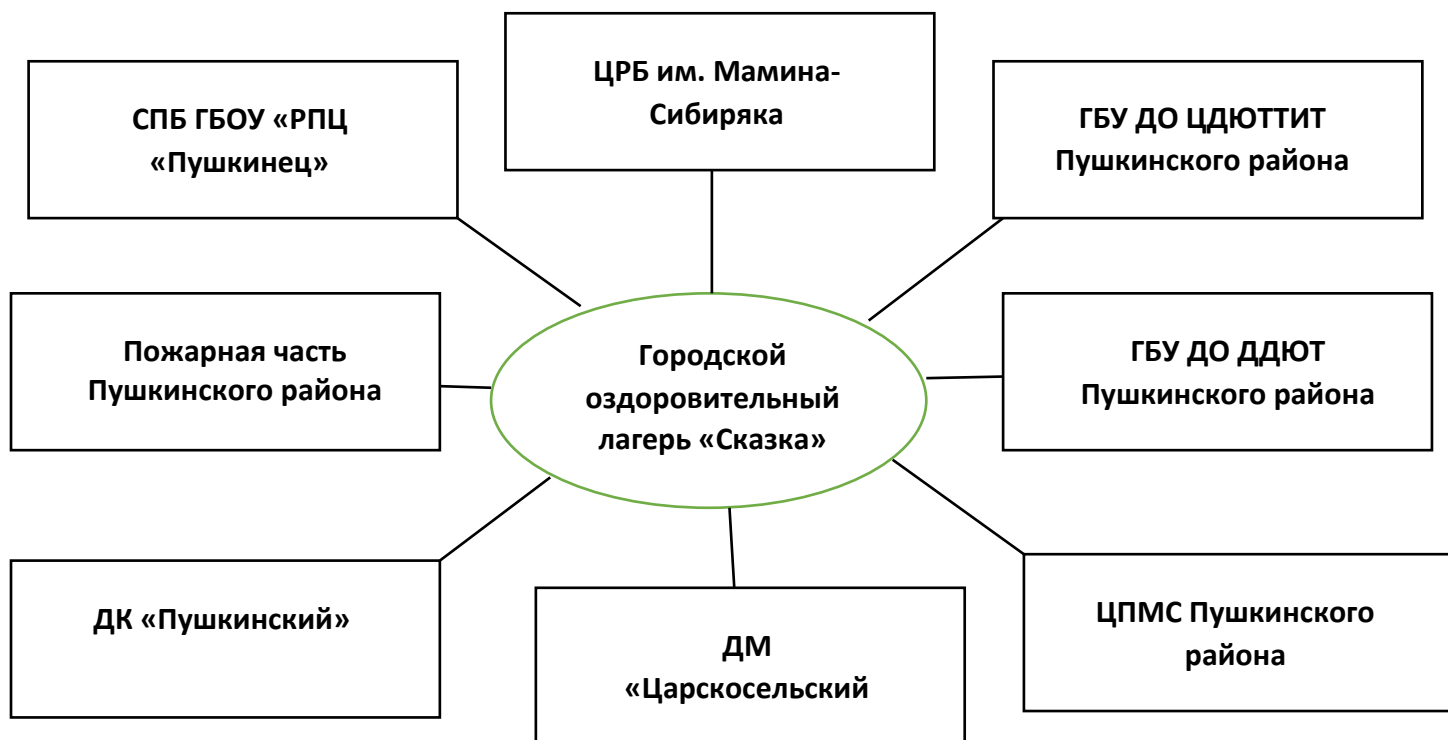 ЦРБ им. Мамина-
Сибиряка
СПБ ГБОУ «РПЦ
«Пушкинец»
ГБУ ДО ЦДЮТТИТ
Пушкинского района
Пожарная часть
Пушкинского района
Городской
оздоровительный
лагерь «Сказка»
ГБУ ДО ДДЮТ
Пушкинского района
ДК «Пушкинский»
ДМ
«Царскосельский
ЦПМС Пушкинского
района